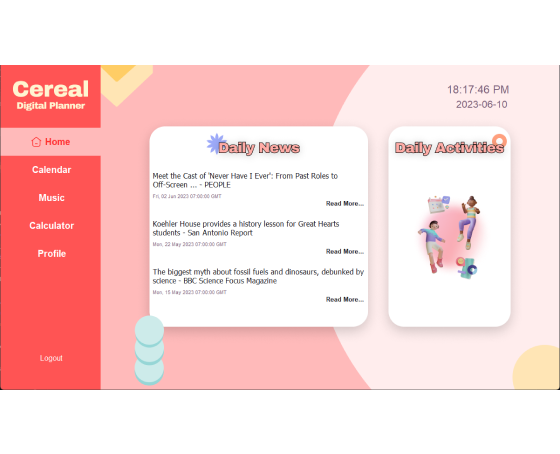 Cereal
Digital Planner
Home
Calendar
Music
Calculator
Profile
Logout
18:17:46 PM
2023-06-10
Daily News
Meet the Cast of 'Never Have I Ever': From Past Roles to
Off-Screen ... - PEOPLE
Fri, 02 Jun 2023 07:00:00 GMT
Read More...
Koehler House provides a history lesson for Great Hearts
students - San Antonio Report
Mon, 22 May 2023 07:00:00 GMT
Read More...
The biggest myth about fossil fuels and dinosaurs, debunked by
science - BBC Science Focus Magazine
Mon, 15 May 2023 07:00:00 GMT
Read More...
Daily Activities